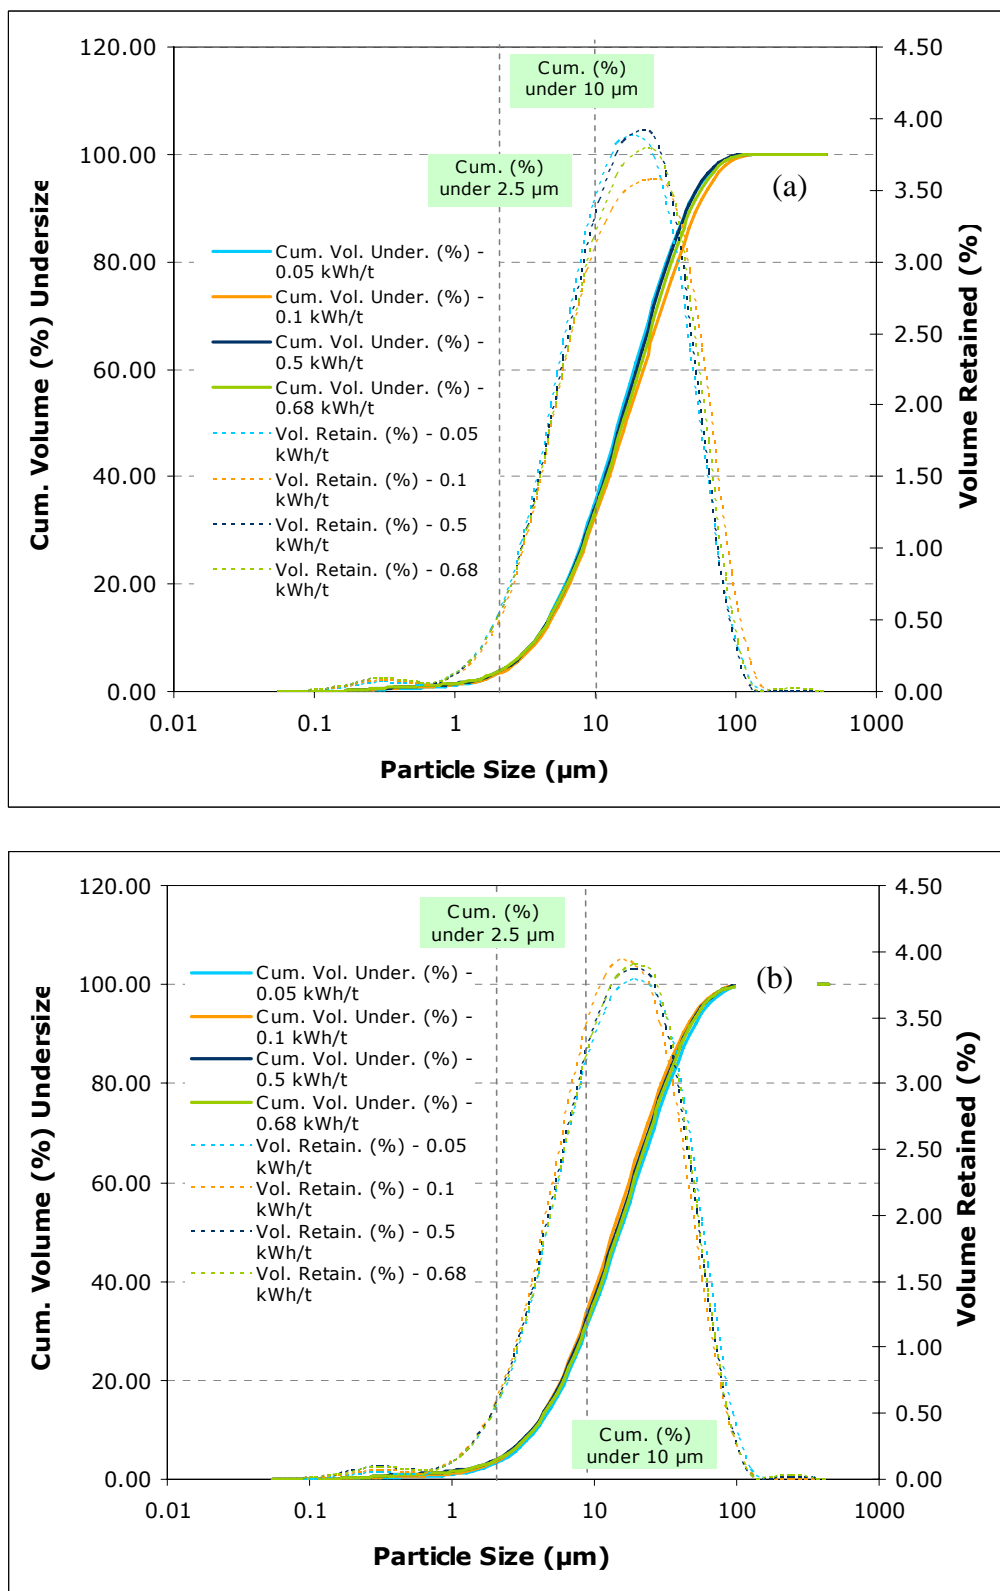 120.00
100.00
80.00
60.00
40.00
20.00
0.00
Cum. Volume (%) Undersize
4.50
4.00
3.50
3.00
2.50
2.00
1.50
1.00
0.50
0.00
Volume Retained (%)
Cum. (%)
under 10 µm
Cum. (%)
under 2.5 µm
(a)
Cum. Vol. Under. (%) -
0.05 kWh/t
Cum. Vol. Under. (%) -
0.1 kWh/t
Cum. Vol. Under. (%) -
0.5 kWh/t
Cum. Vol. Under. (%) -
0.68 kWh/t
Vol. Retain. (%) - 0.05
kWh/t
Vol. Retain. (%) - 0.1
kWh/t
Vol. Retain. (%) - 0.5
kWh/t
Vol. Retain. (%) - 0.68
kWh/t
0.01 0.1 1 10 100 1000
Particle Size (µm)
120.00
100.00
80.00
60.00
40.00
20.00
0.00
Cum. Volume (%) Undersize
4.50
4.00
3.50
3.00
2.50
2.00
1.50
1.00
0.50
0.00
Volume Retained (%)
Cum. (%)
under 2.5 µm
(b)
Cum. Vol. Under. (%) -
0.05 kWh/t
Cum. Vol. Under. (%) -
0.1 kWh/t
Cum. Vol. Under. (%) -
0.5 kWh/t
Cum. Vol. Under. (%) -
0.68 kWh/t
Vol. Retain. (%) - 0.05
kWh/t
Vol. Retain. (%) - 0.1
kWh/t
Vol. Retain. (%) - 0.5
kWh/t
Vol. Retain. (%) - 0.68
kWh/t
Cum. (%)
under 10 µm
0.01 0.1 1 10 100 1000
Particle Size (µm)